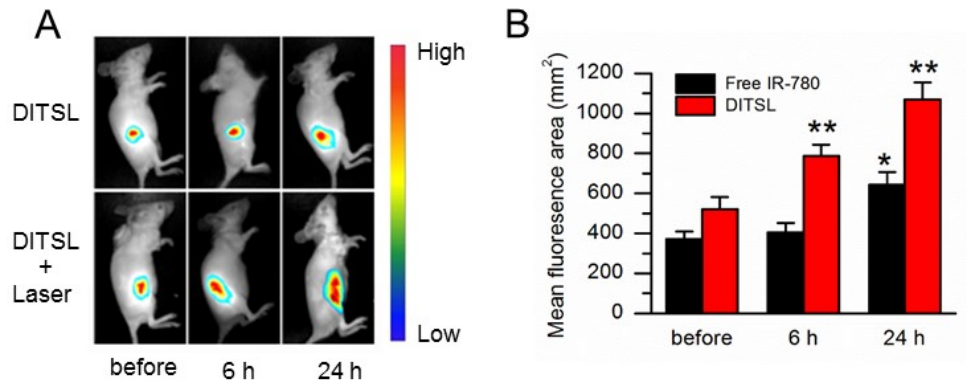 A
DITSL
DITSL
+
Laser
before
6 h
24 h
High
Low
B
Mean fluoresence area (mm²)
1200
1000
800
600
400
200
0
Free IR-780
DITSL
**
*
**
before
6 h
24 h